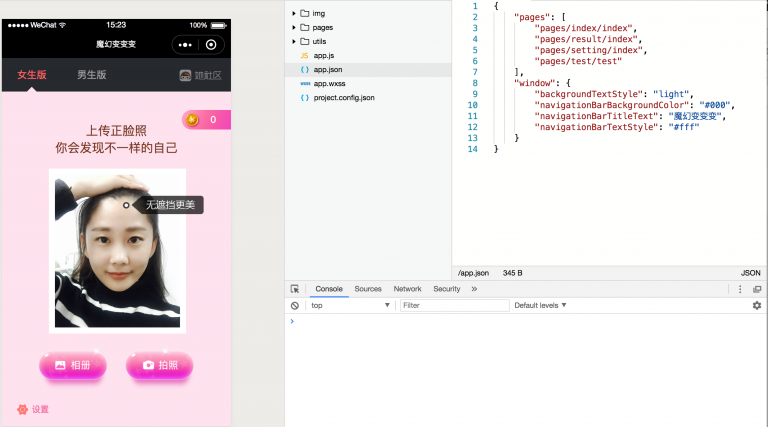 WeChat
15:23
100%
魔幻变变变
女生版
男生版
0
上传正脸照
你会发现不一样的自己
无遮挡更美
相册
拍照
设置
img
pages
utils
JS app.js
{ } app.json
wxss app.wxss
{ } project.config.json
1 {
2 "pages": [
3 "pages/index/index",
4 "pages/result/index",
5 "pages/setting/index",
6 "pages/test/test"
7 ],
8 "window": {
9 "backgroundTextStyle": "light",
10 "navigationBarBackgroundColor": "#000",
11 "navigationBarTitleText": "魔幻变变变",
12 "navigationBarTextStyle": "#fff"
13 }
14 }
/app.json 345 B JSON
Console Sources Network Security »
top Filter Default levels